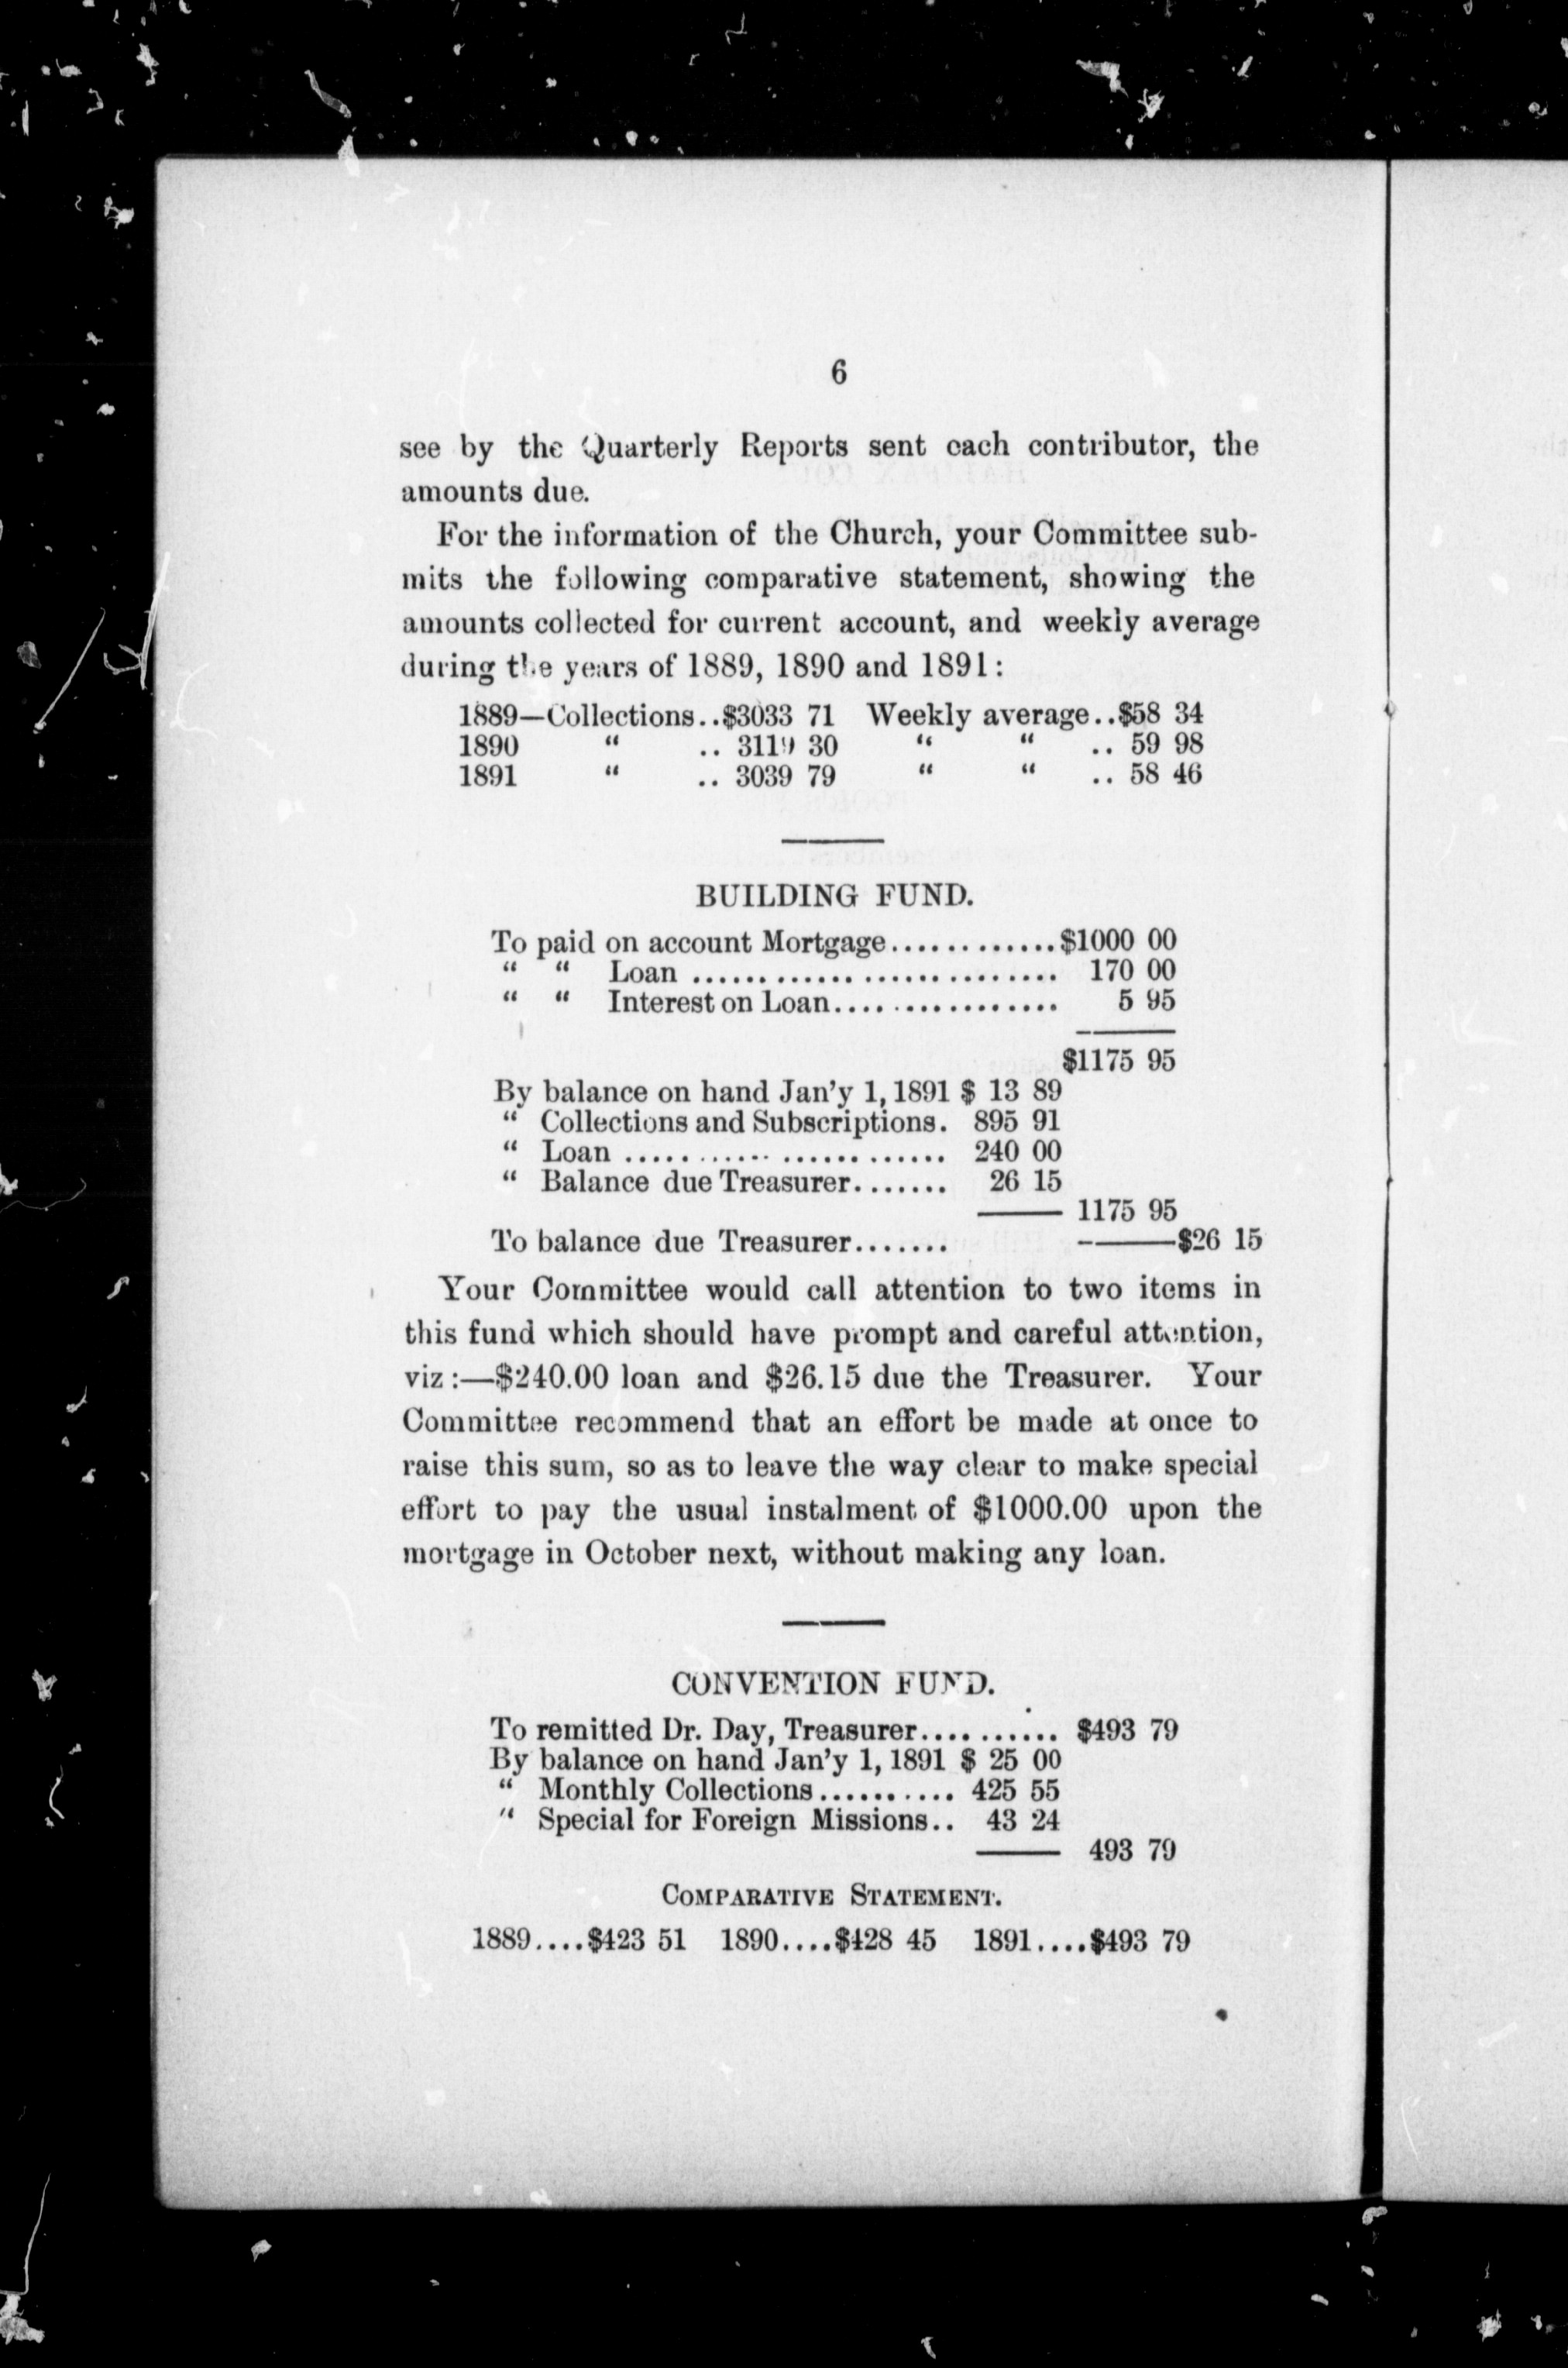 6
see by the Quarterly Reports sent each contributor, the
amounts due.
For the information of the Church, your Committee sub-
mits the following comparative statement, showing the
amounts collected for current account, and weekly average
during the years of 1889, 1890 and 1891:
1889—Collections..$3033 71 Weekly average..$58 34
1890 " .. 3119 30 " " .. 59 98
1891 " .. 3039 79 " " .. 58 46
BUILDING FUND.
To paid on account Mortgage............$1000 00
" " Loan .............................. 170 00
" " Interest on Loan.................. 5 95
$1175 95
By balance on hand Jan'y 1, 1891 $ 13 89
" Collections and Subscriptions. 895 91
" Loan ........................ 240 00
" Balance due Treasurer....... 26 15
1175 95
To balance due Treasurer....... $26 15
Your Committee would call attention to two items in
this fund which should have prompt and careful attention,
viz:—$240.00 loan and $26.15 due the Treasurer. Your
Committee recommend that an effort be made at once to
raise this sum, so as to leave the way clear to make special
effort to pay the usual instalment of $1000.00 upon the
mortgage in October next, without making any loan.
CONVENTION FUND.
To remitted Dr. Day, Treasurer........... $493 79
By balance on hand Jan'y 1, 1891 $ 25 00
" Monthly Collections.......... 425 55
" Special for Foreign Missions.. 43 24
493 79
COMPARATIVE STATEMENT.
1889....$423 51 1890....$428 45 1891....$493 79